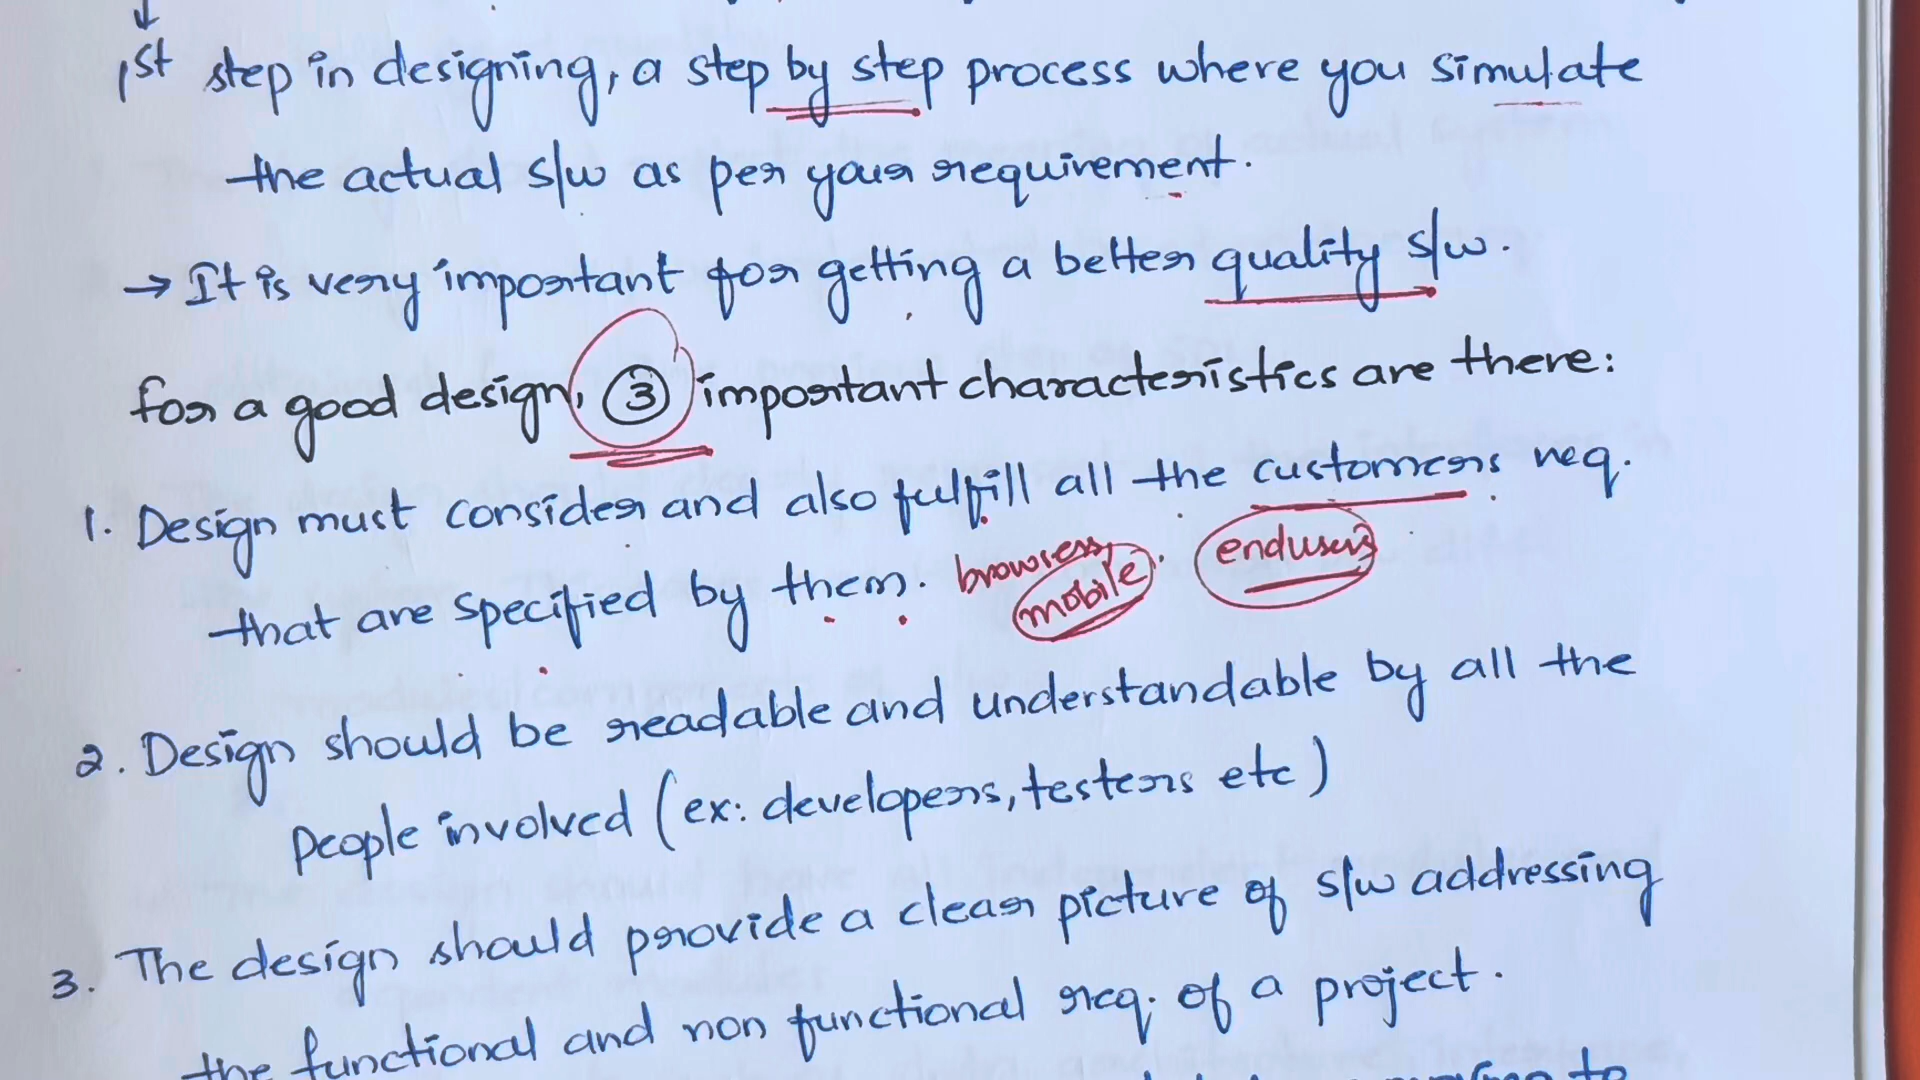 1st step in designing, a step by step process where you simulate
the actual s/w as per your requirement.
→ It is very important for getting a better quality s/w.
for a good design, 3 important characteristics are there:
1. Design must consider and also fulfill all the customers req.
that are specified by them. browsers mobile endusers
2. Design should be readable and understandable by all the
People involved (ex: developers, testers etc)
3. The design should provide a clear picture of s/w addressing
the functional and non functional req. of a project.
to